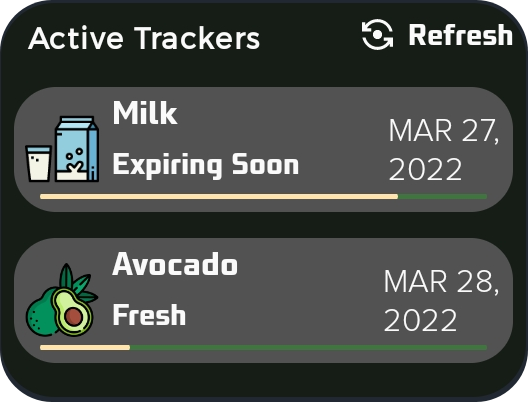 Active Trackers
Refresh
Milk
MAR 27,
Expiring Soon
2022
Avocado
MAR 28,
Fresh
2022